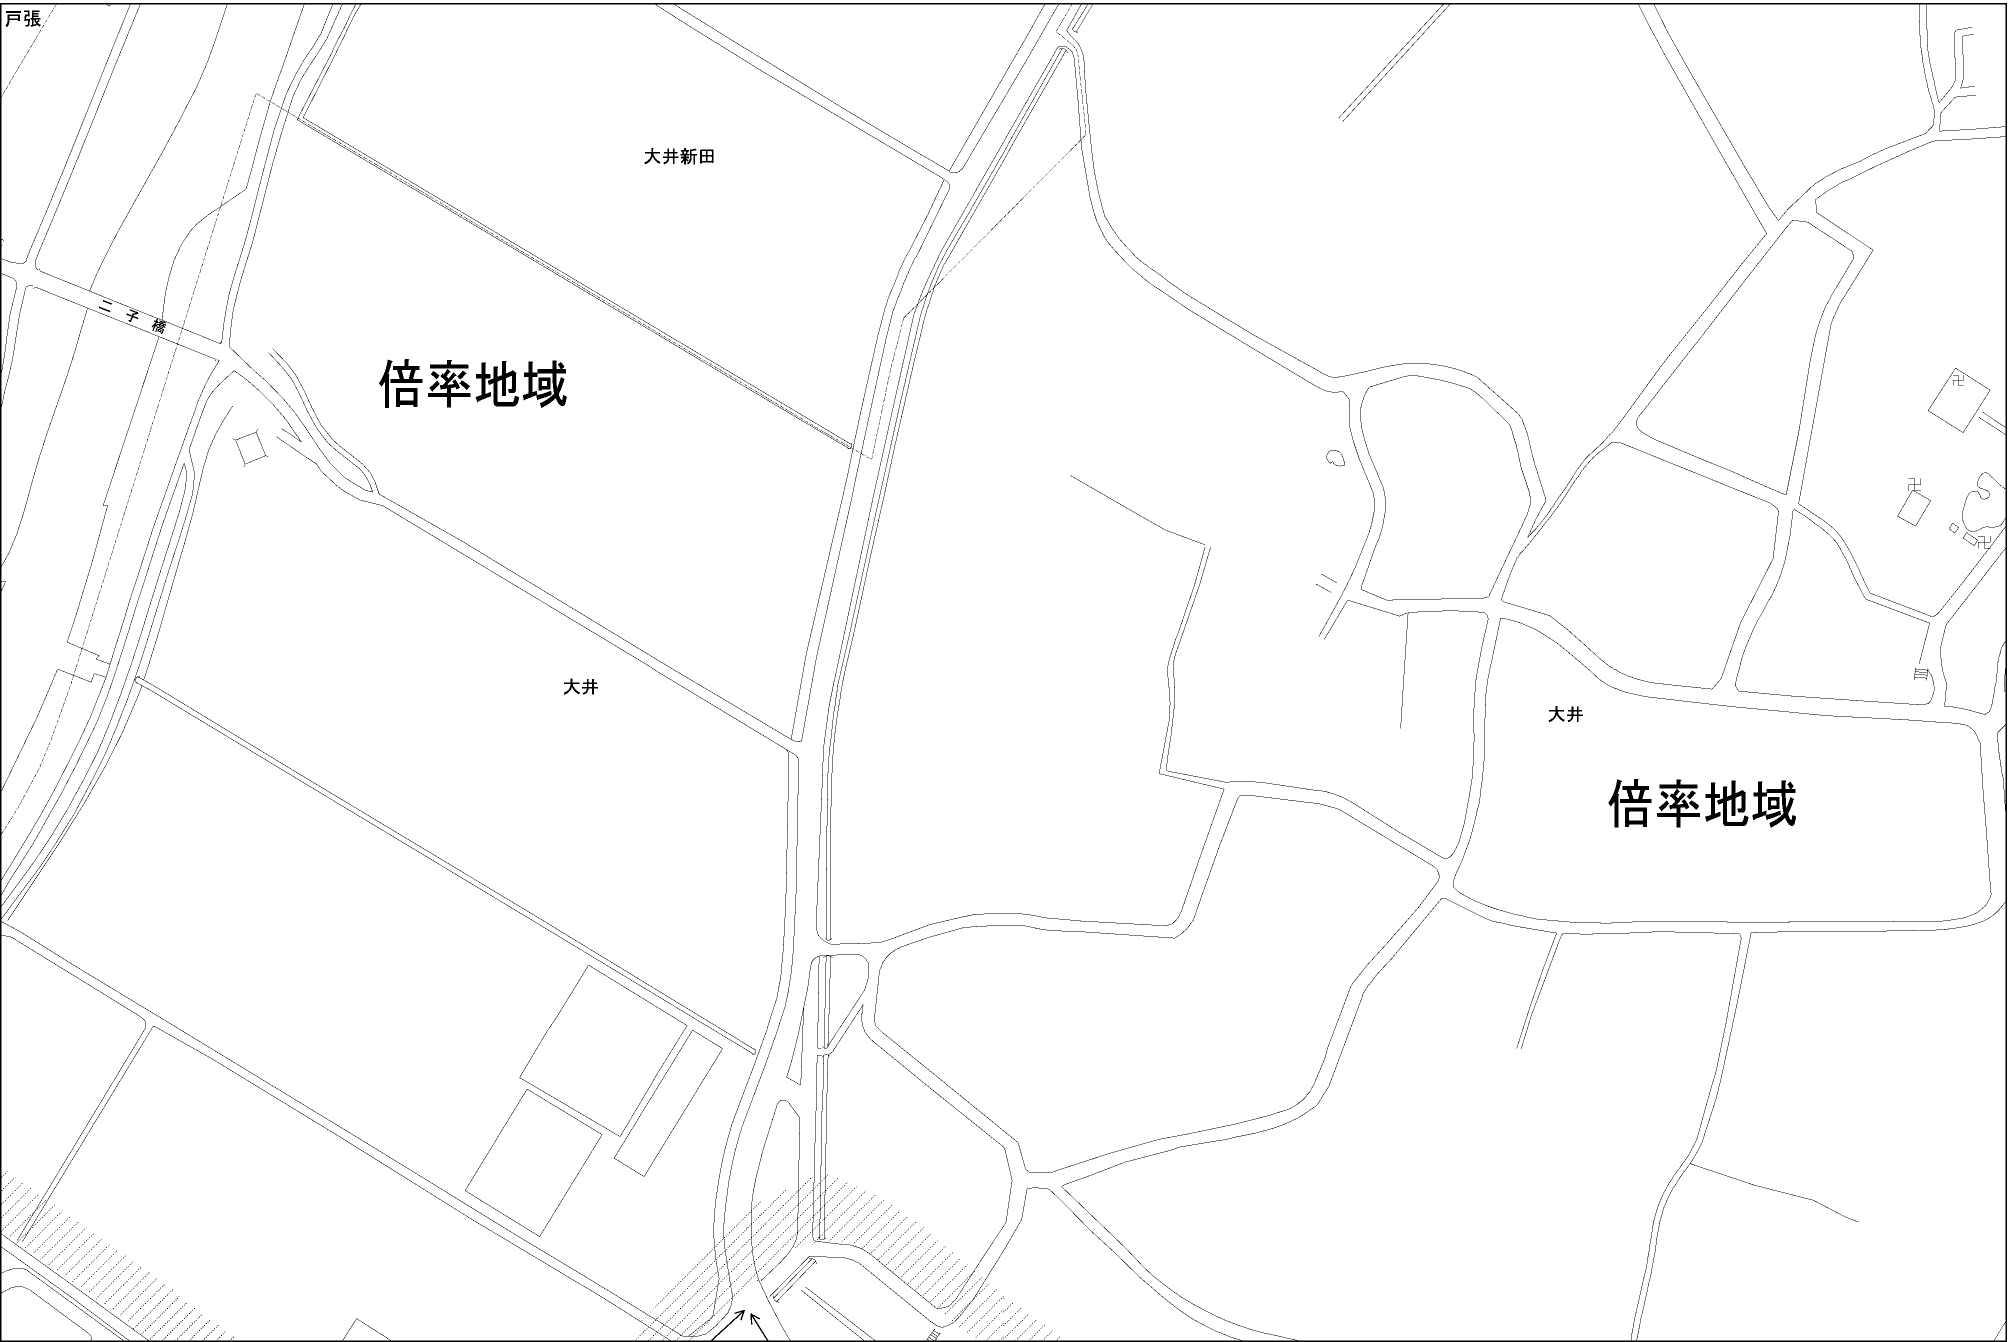 戸張
大井新田
二子橋
倍率地域
大井
大井
倍率地域